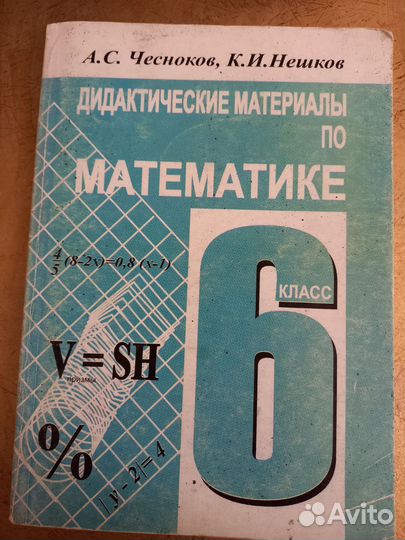 А.С. Чесноков, К.И.Нешков
ДИДАКТИЧЕСКИЕ МАТЕРИАЛЫ
ПО
МАТЕМАТИКЕ
4/5 (8-2x)=0,8 (x-1)
6
КЛАСС
V = SH
призмы
%
|y-2|=4
Avito